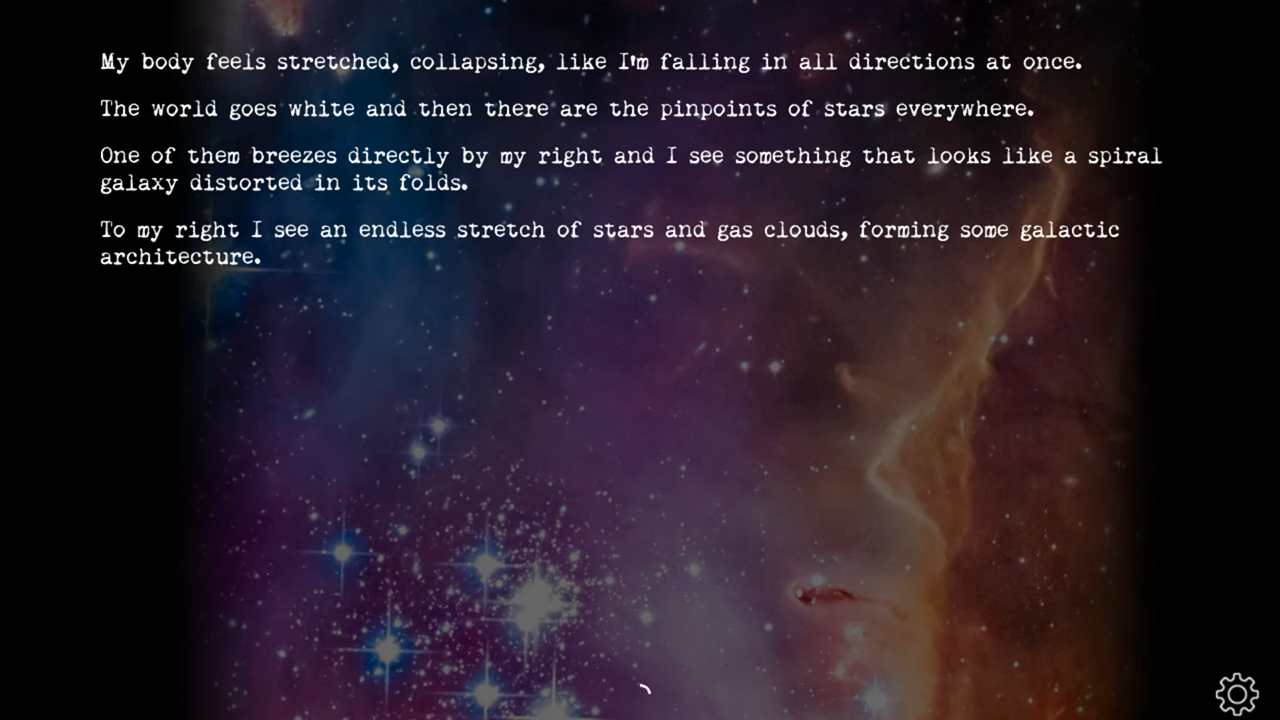 My body feels stretched, collapsing, like I'm falling in all directions at once.
The world goes white and then there are the pinpoints of stars everywhere.
One of them breezes directly by my right and I see something that looks like a spiral
galaxy distorted in its folds.
To my right I see an endless stretch of stars and gas clouds, forming some galactic
architecture.